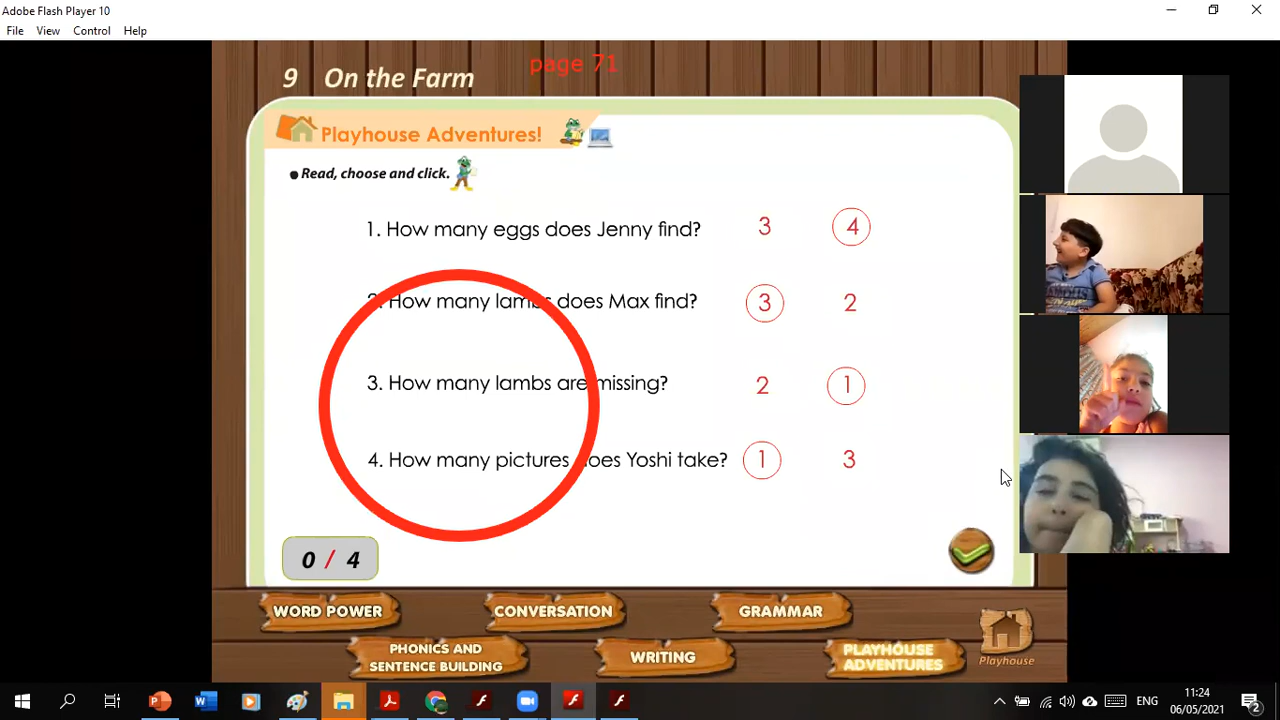 Adobe Flash Player 10
File View Control Help
9 On the Farm
page 71
Playhouse Adventures!
Read, choose and click.
1. How many eggs does Jenny find? 3 4
2. How many lambs does Max find? 3 2
3. How many lambs are missing? 2 1
4. How many pictures does Yoshi take? 1 3
0 / 4
WORD POWER
CONVERSATION
GRAMMAR
PHONICS AND
SENTENCE BUILDING
WRITING
PLAYHOUSE
ADVENTURES
Playhouse
ENG
11:24
06/05/2021
2